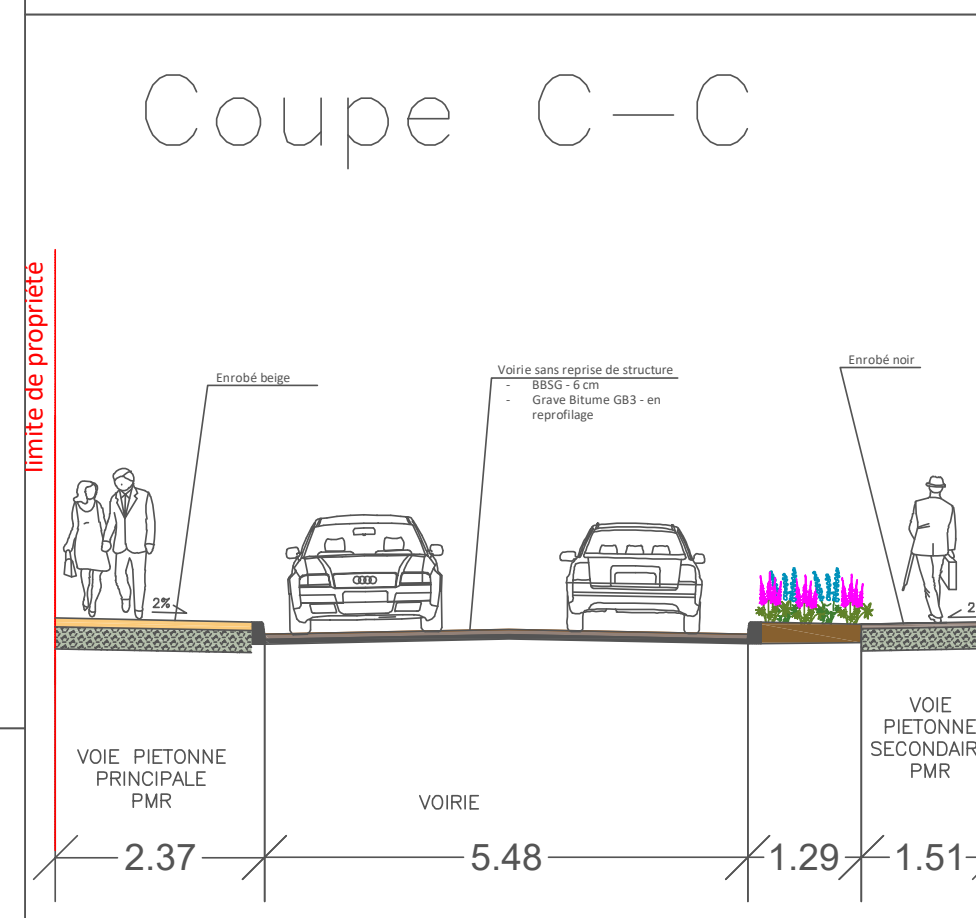 Coupe C-C
limite de propriété
Enrobé beige
Voirie sans reprise de structure
- BBSG - 6 cm
- Grave Bitume GB3 - en
reprofilage
Enrobé noir
2%
2
VOIE PIETONNE
PRINCIPALE
PMR
VOIRIE
VOIE
PIETONNE
SECONDAIR
PMR
2.37
5.48
1.29
1.51